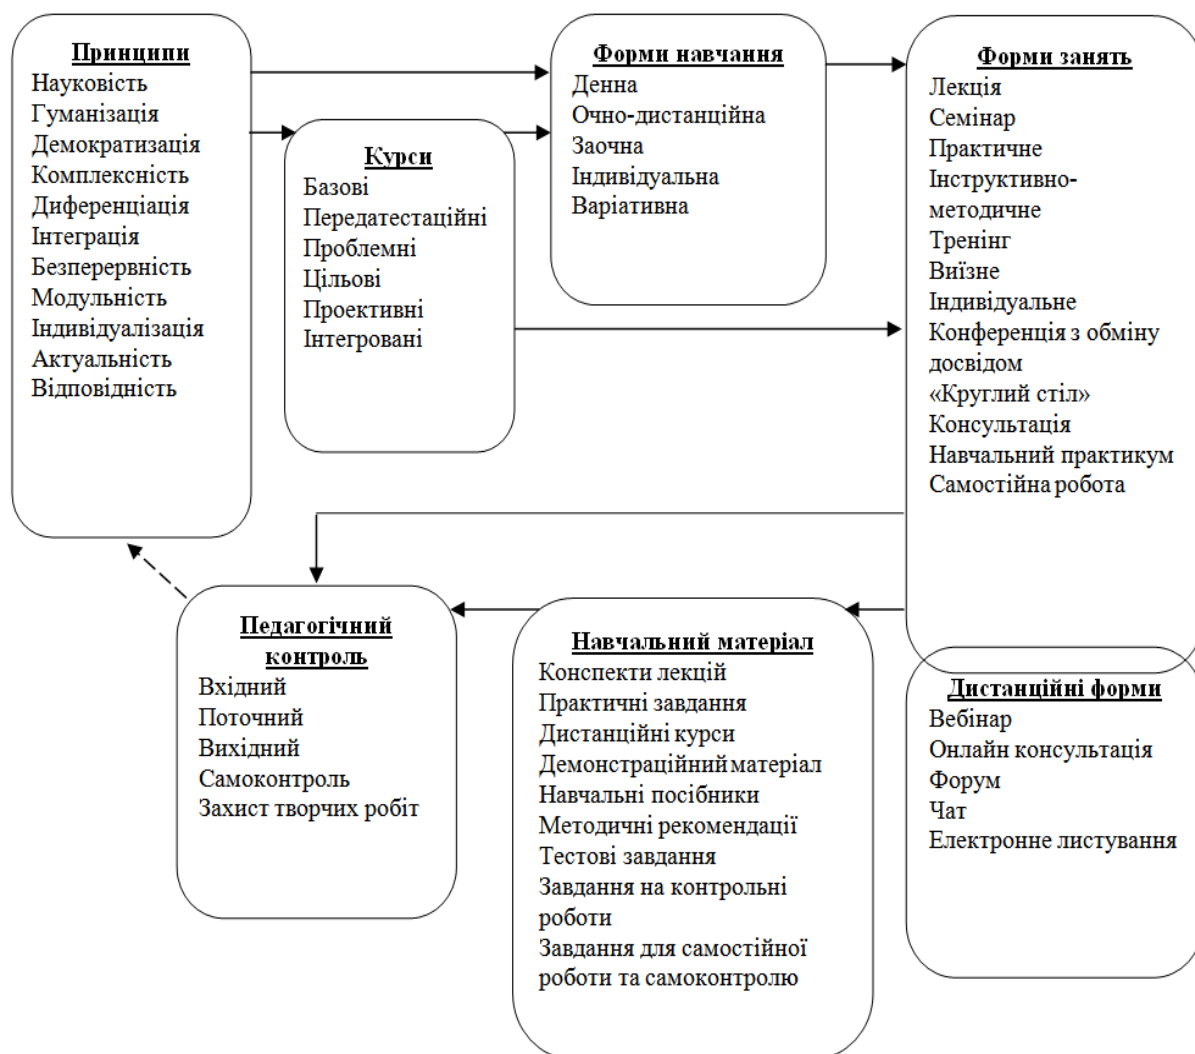 Принципи
Науковість
Гуманізація
Демократизація
Комплексність
Диференціація
Інтеграція
Безперервність
Модульність
Індивідуалізація
Актуальність
Відповідність
Курси
Базові
Передатестаційні
Проблемні
Цільові
Проективні
Інтегровані
Форми навчання
Денна
Очно-дистанційна
Заочна
Індивідуальна
Варіативна
Форми занять
Лекція
Семінар
Практичне
Інструктивно-
методичне
Тренінг
Виїзне
Індивідуальне
Конференція з обміну
досвідом
«Круглий стіл»
Консультація
Навчальний практикум
Самостійна робота
Педагогічний
контроль
Вхідний
Поточний
Вихідний
Самоконтроль
Захист творчих робіт
Навчальний матеріал
Конспекти лекцій
Практичні завдання
Дистанційні курси
Демонстраційний матеріал
Навчальні посібники
Методичні рекомендації
Тестові завдання
Завдання на контрольні
роботи
Завдання для самостійної
роботи та самоконтролю
Дистанційні форми
Вебінар
Онлайн консультація
Форум
Чат
Електронне листування